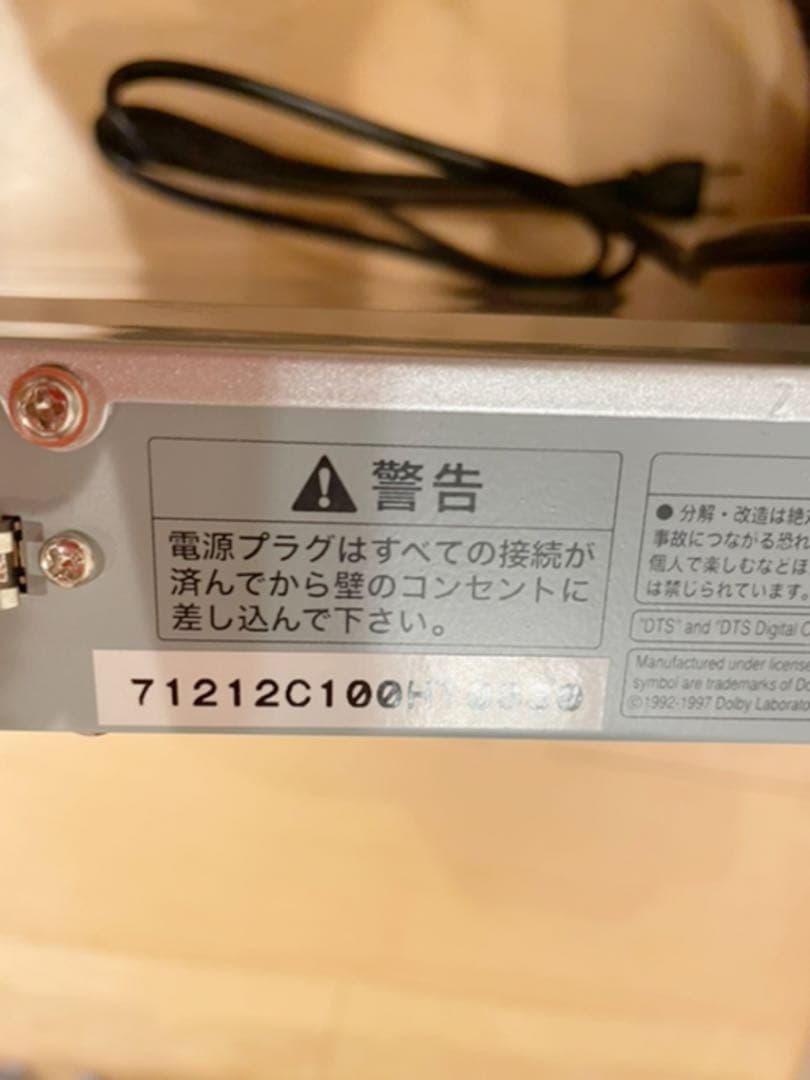 警告
電源プラグはすべての接続が
済んでから壁のコンセントに
差し込んで下さい。
71212C100
● 分解・改造は絶
事故につながる恐れ
個人で楽しむなどほ
は禁じられています。
"DTS" and "DTS Digital
Manufactured under license
symbol are trademarks of Do
©1992-1997 Dolby Laborato